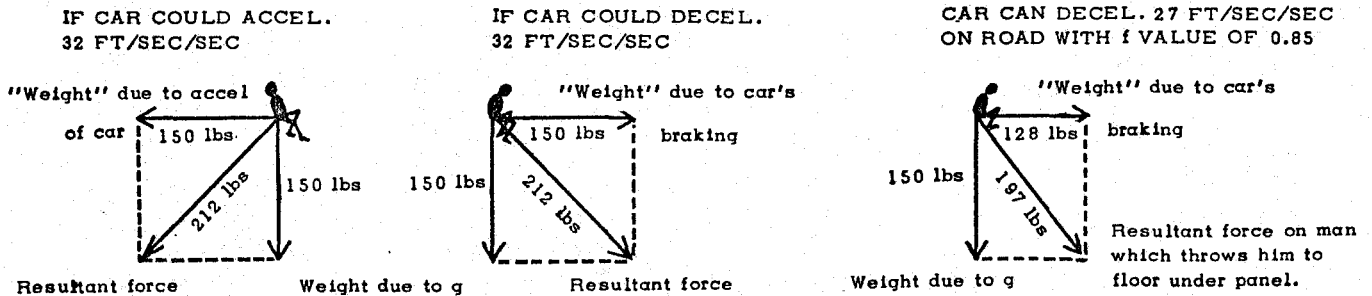 IF CAR COULD ACCEL.
32 FT/SEC/SEC
"Weight" due to accel
of car
150 lbs.
150 lbs
212 lbs
Resultant force
Weight due to g
IF CAR COULD DECEL.
32 FT/SEC/SEC
"Weight" due to car's
braking
150 lbs
150 lbs
212 lbs
Resultant force
CAR CAN DECEL. 27 FT/SEC/SEC
ON ROAD WITH f VALUE OF 0.85
"Weight" due to car's
braking
128 lbs
150 lbs
197 lbs
Weight due to g
Resultant force on man
which throws him to
floor under panel.